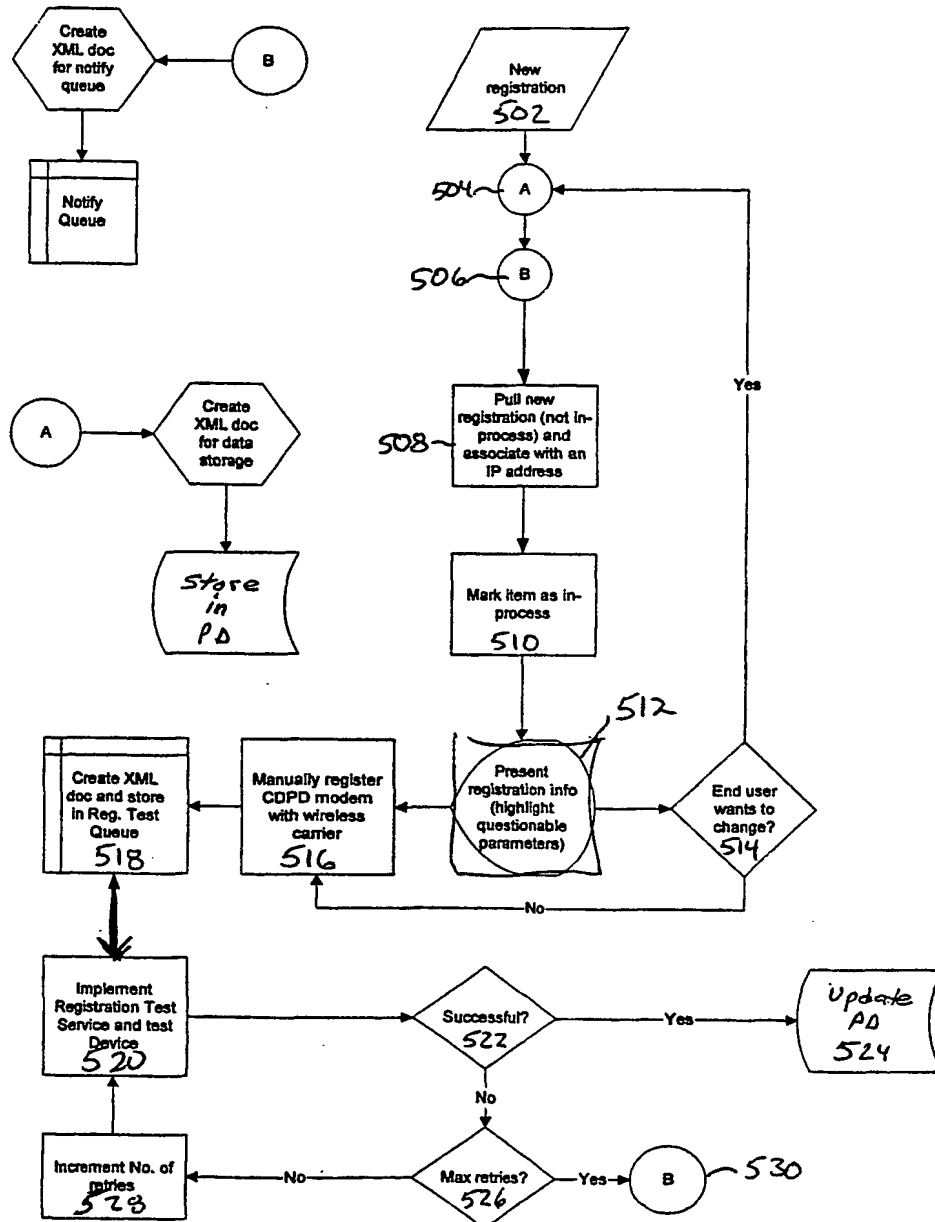 Create
XML doc
for notify
queue
B
Notify
Queue
New
registration
502
504
A
506
B
Yes
A
Create
XML doc
for data
storage
508
Pull new
registration (not in-
process) and
associate with an
IP address
Store
in
PD
Mark item as in-
process
510
512
Create XML
doc and store
in Reg. Test
Queue
518
Manually register
CDPD modem
with wireless
carrier
516
Present
registration info
(highlight
questionable
parameters)
End user
wants to
change?
514
No
Implement
Registration Test
Service and test
Device
520
Successful?
522
Yes
Update
PD
524
No
Increment No. of
retries
528
No
Max retries?
526
Yes
B
530